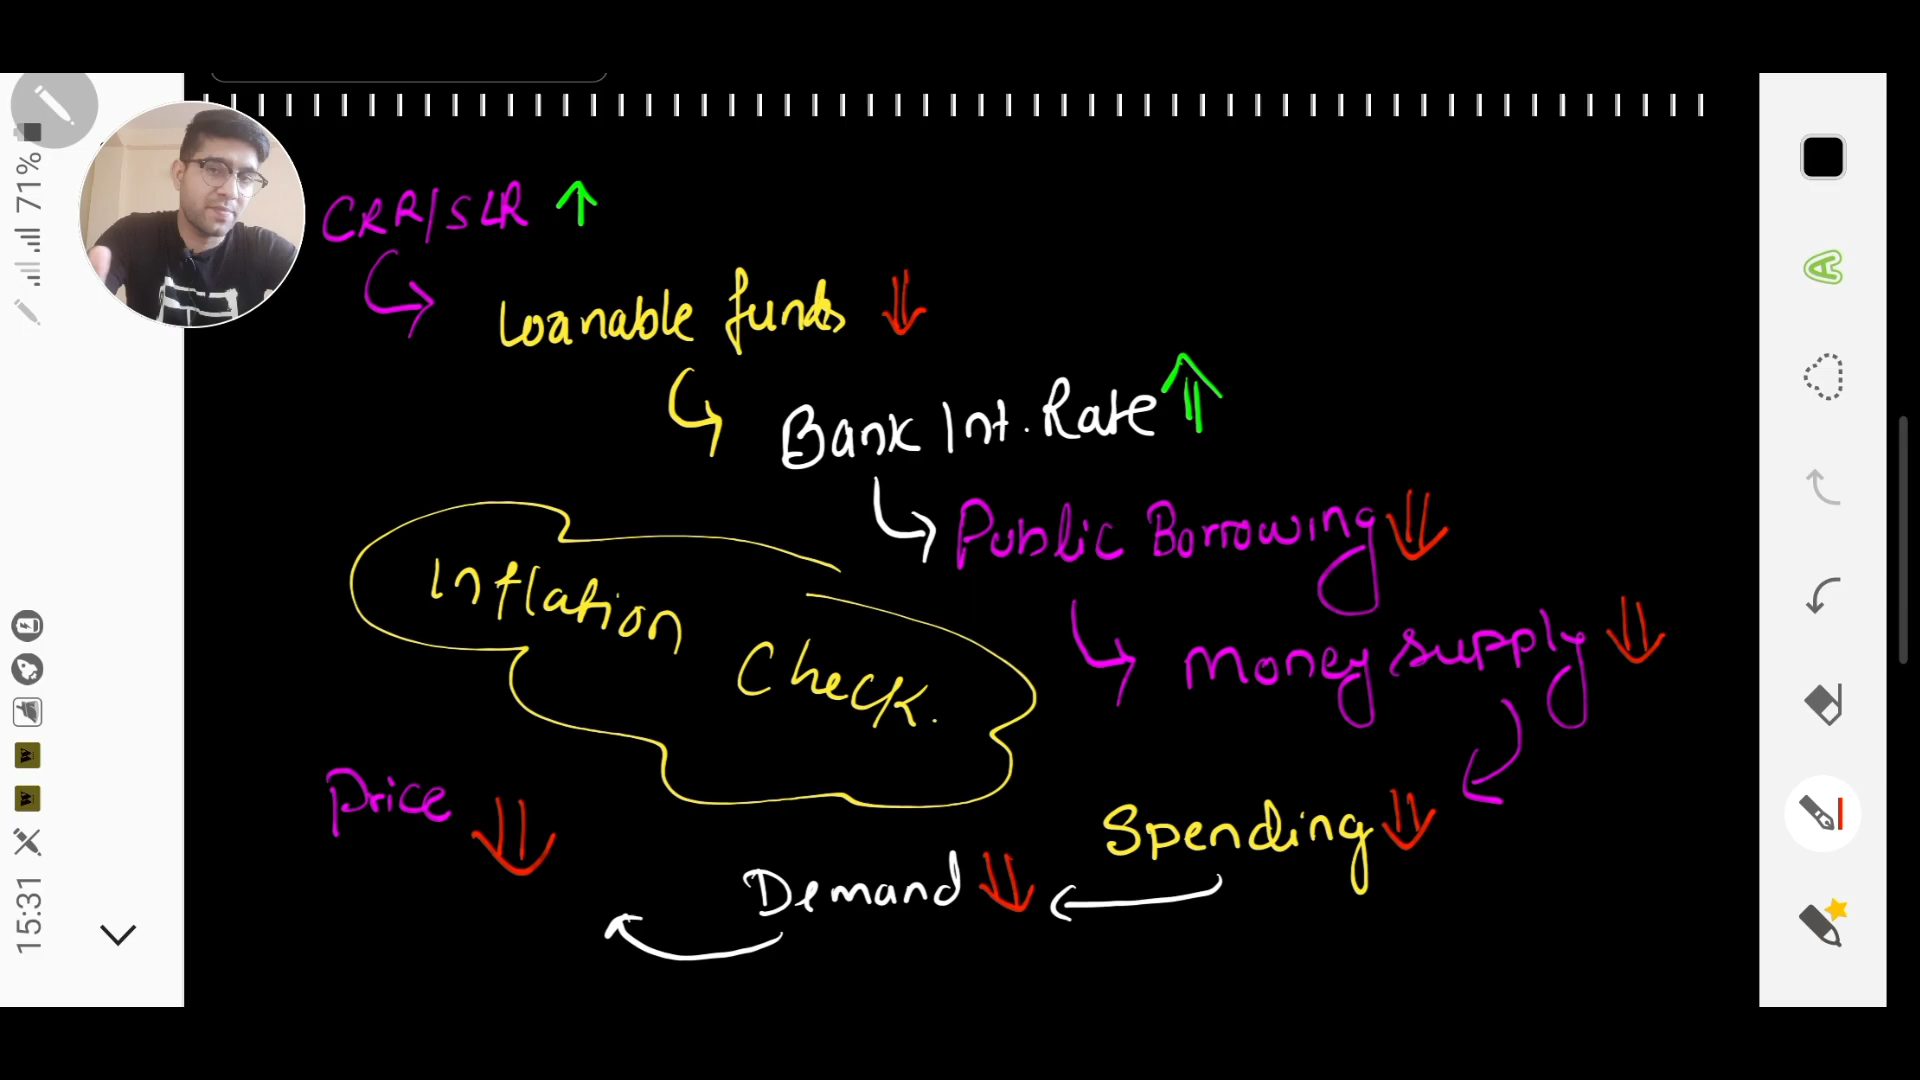 CRR/SLR ↑
Loanable funds ↓
Bank Int. Rate ↑
Public Borrowing ↓
Money supply ↓
Inflation Check.
Spending ↓
Demand ↓
Price ↓
71%
15:31